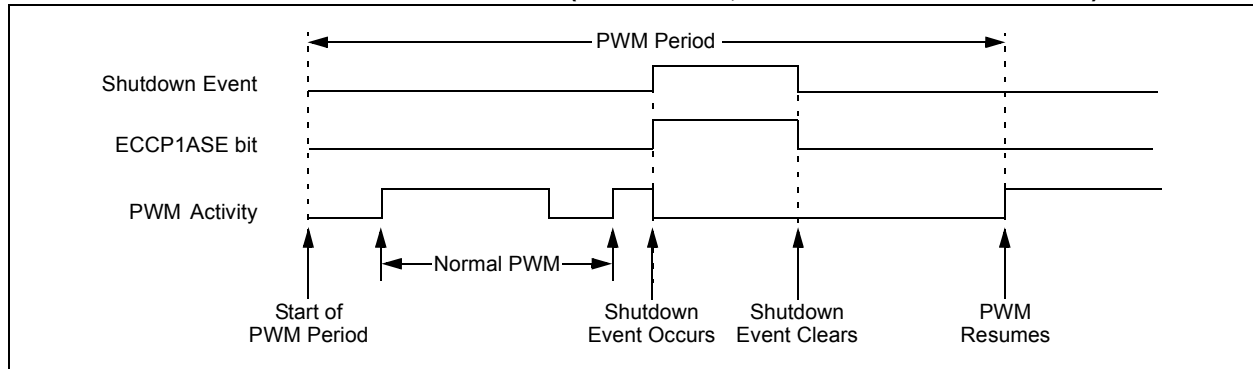 PWM Period
Shutdown Event
ECCP1ASE bit
PWM Activity
Normal PWM
Start of
PWM Period
Shutdown
Event Occurs
Shutdown
Event Clears
PWM
Resumes